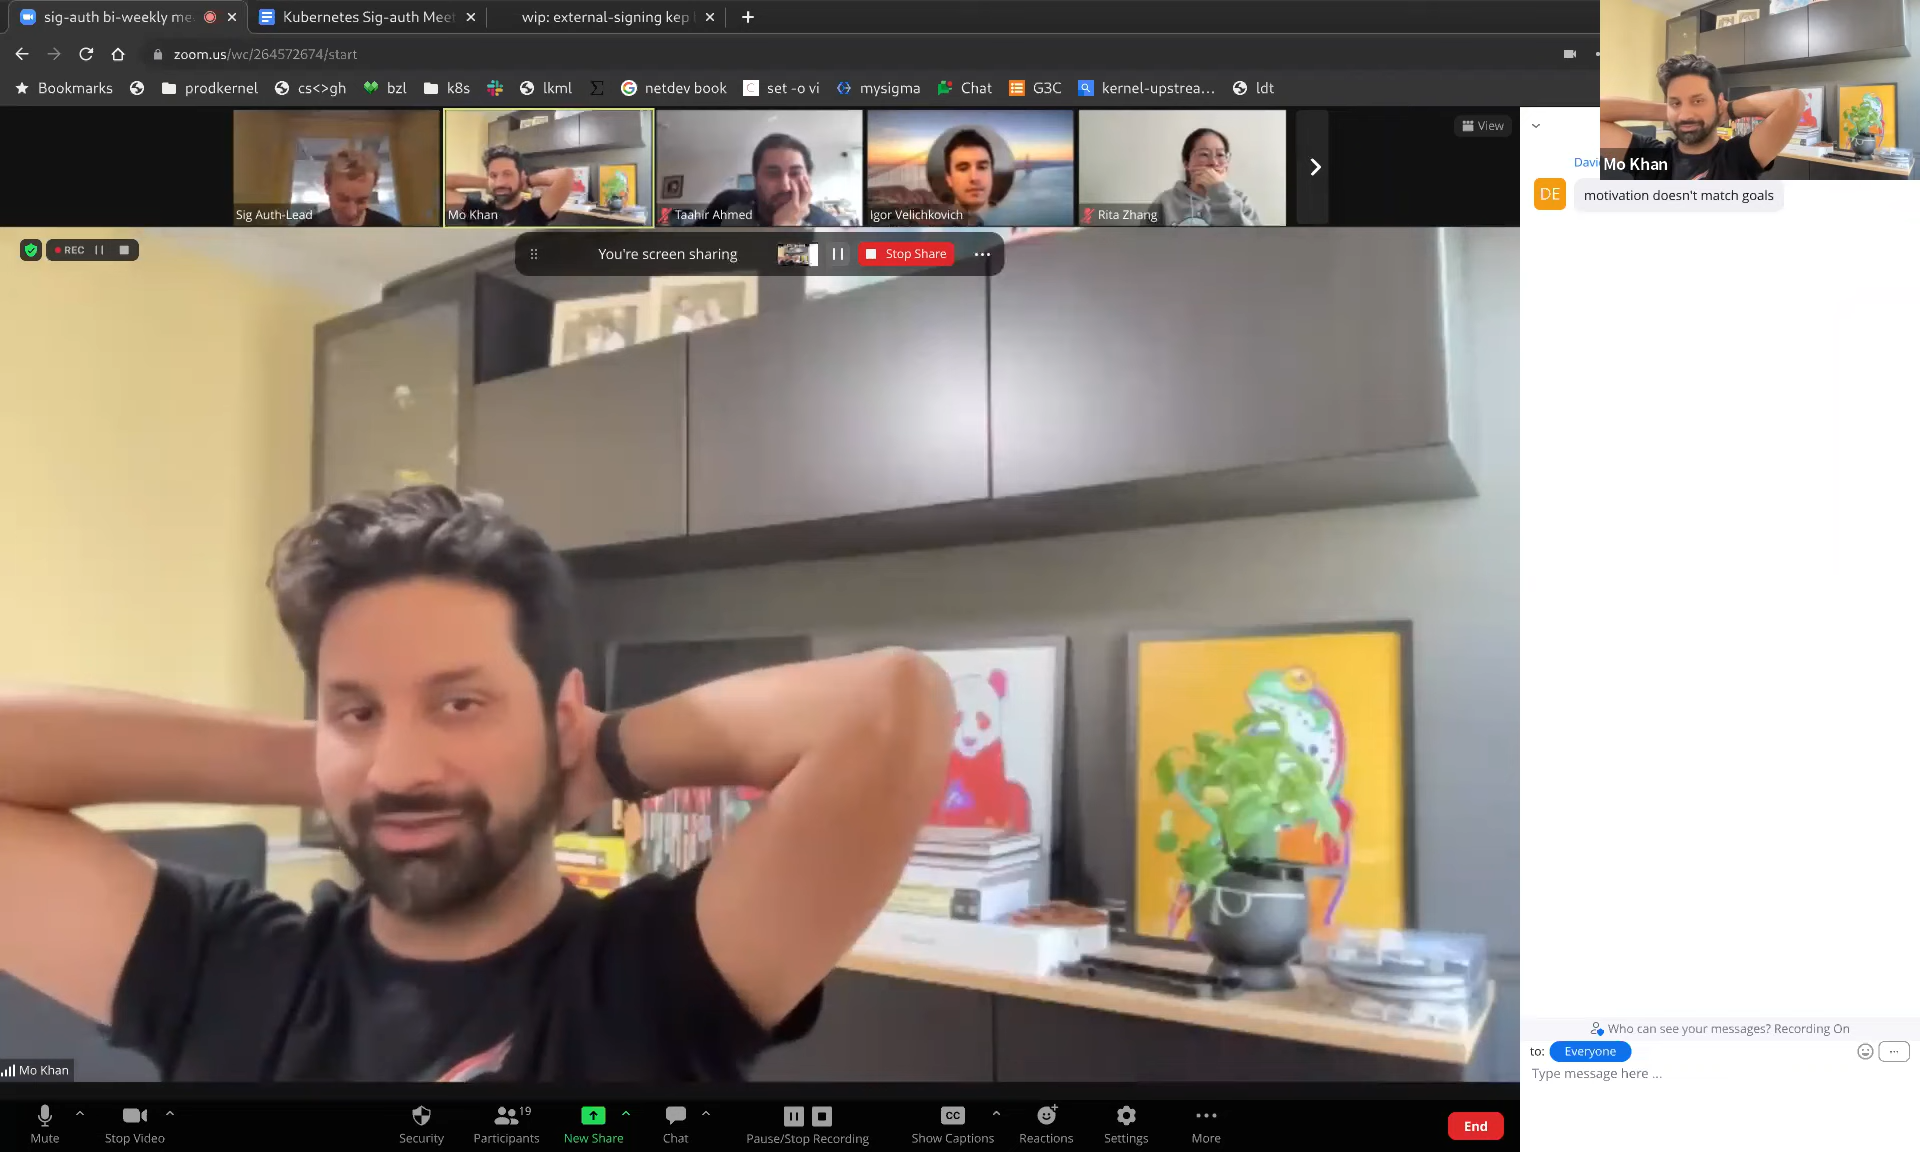 sig-auth bi-weekly me
Kubernetes Sig-auth Meet
wip: external-signing kep
zoom.us/wc/264572674/start
Bookmarks
prodkernel
cs<>gh
bzl
k8s
lkml
netdev book
set -o vi
mysigma
Chat
G3C
kernel-upstrea...
ldt
Sig Auth-Lead
Mo Khan
Taahir Ahmed
Igor Velichkovich
Rita Zhang
View
Mo Khan
Davi
DE
motivation doesn't match goals
REC
You're screen sharing
Stop Share
Mo Khan
Who can see your messages? Recording On
to: Everyone
Type message here ...
Mute
Stop Video
Security
19
Participants
New Share
Chat
Pause/Stop Recording
CC
Show Captions
Reactions
Settings
More
End